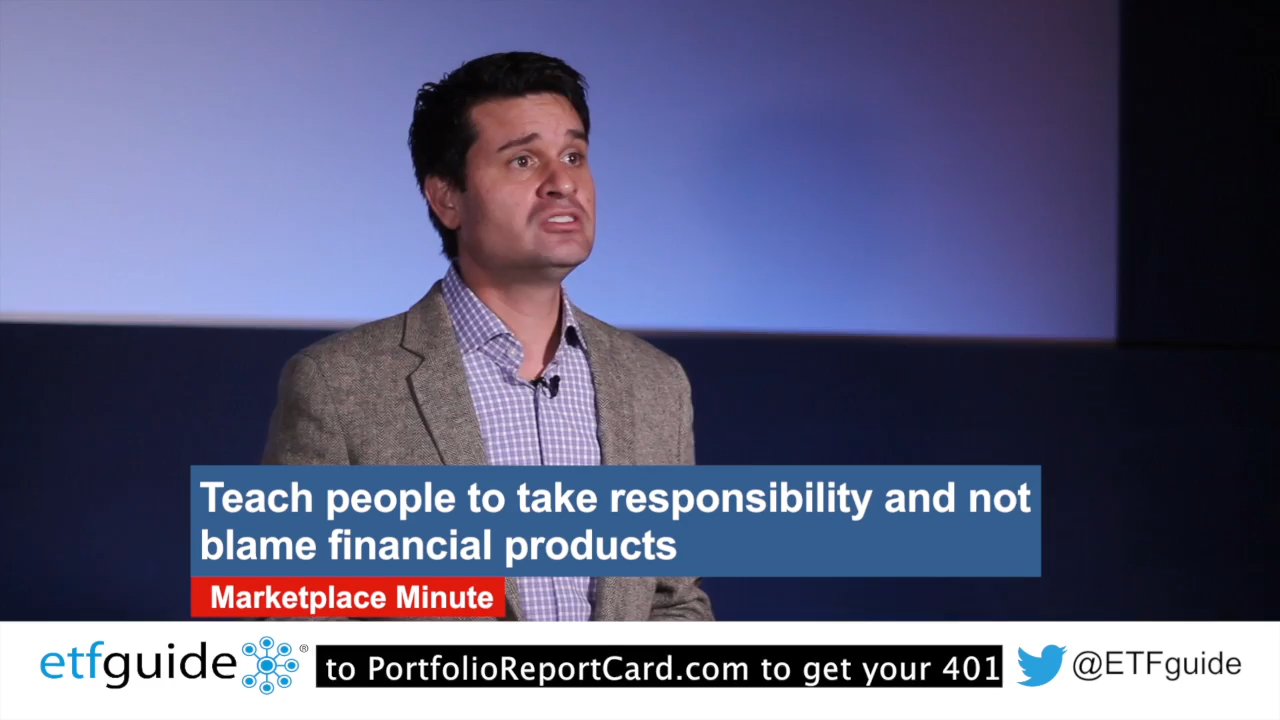 Teach people to take responsibility and not
blame financial products
Marketplace Minute
etfguide®
to PortfolioReportCard.com to get your 401
@ETFguide